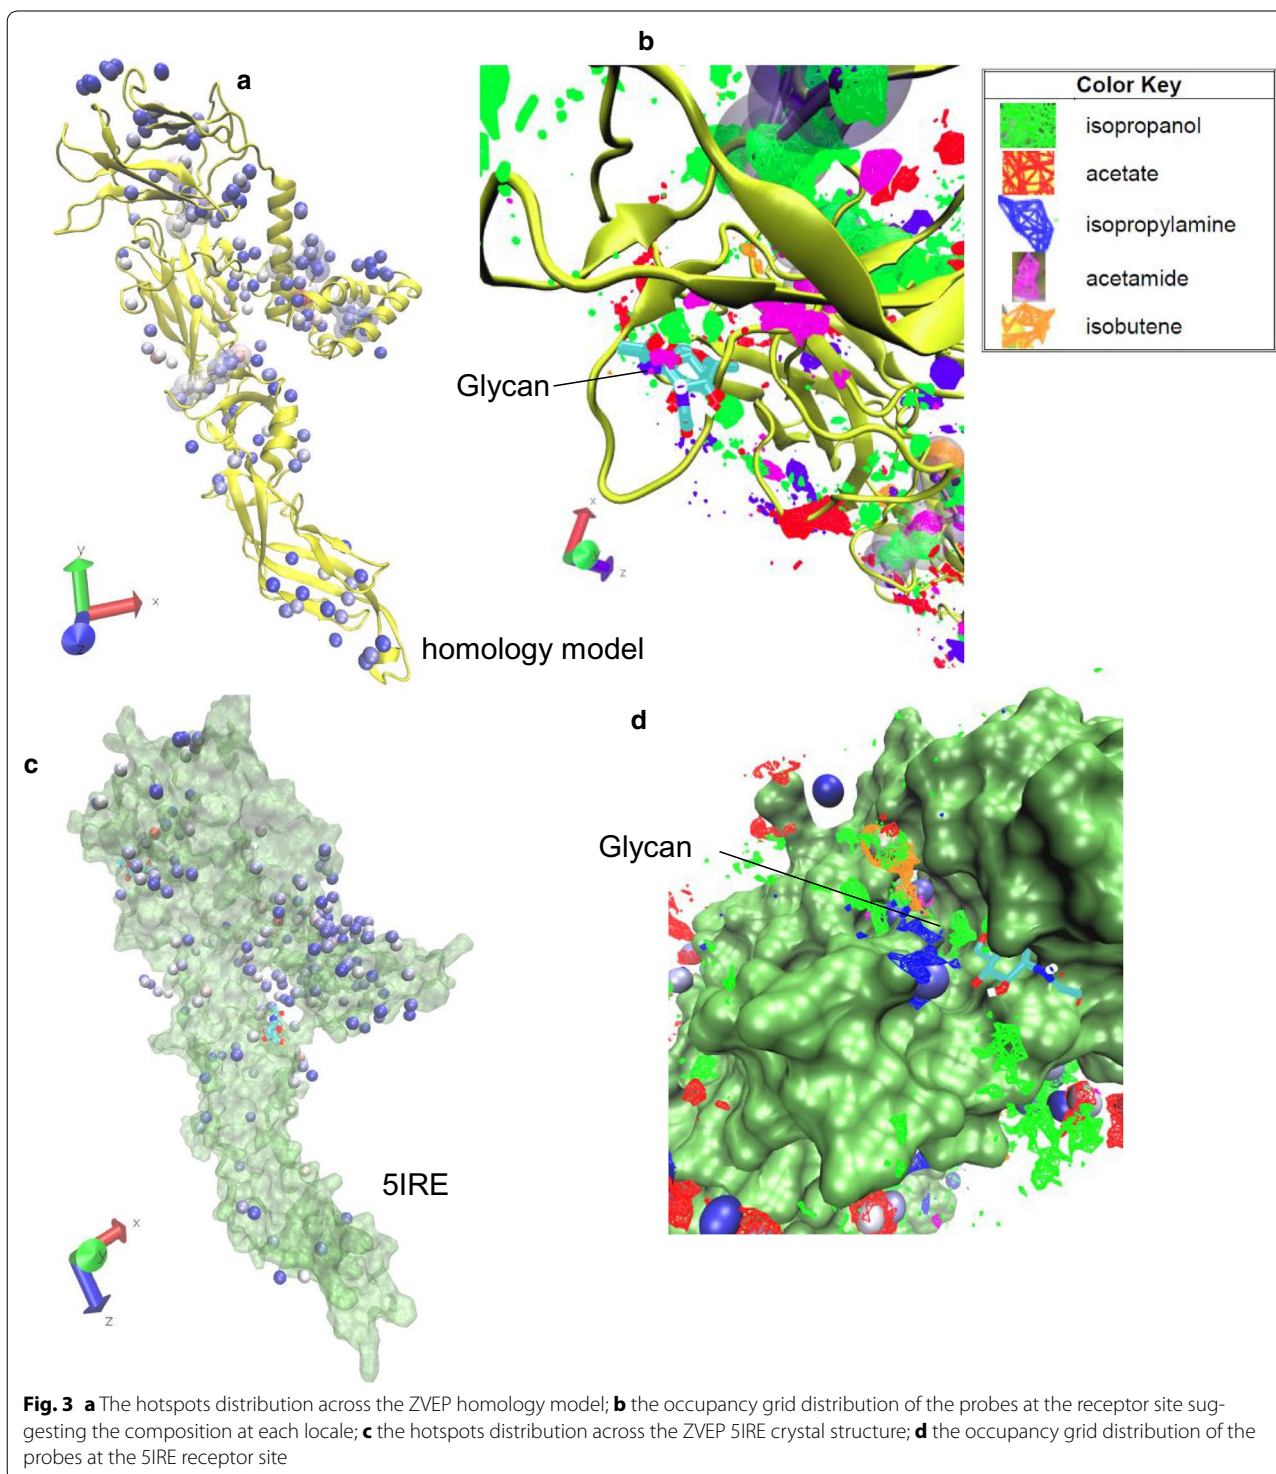 a
b
Color Key
isopropanol
acetate
isopropylamine
acetamide
isobutene
Glycan
y
x
z
x
z
homology model
c
d
Glycan
5IRE
x
y
z
Fig. 3 a The hotspots distribution across the ZVEP homology model; b the occupancy grid distribution of the probes at the receptor site sug-
gesting the composition at each locale; c the hotspots distribution across the ZVEP 5IRE crystal structure; d the occupancy grid distribution of the
probes at the 5IRE receptor site